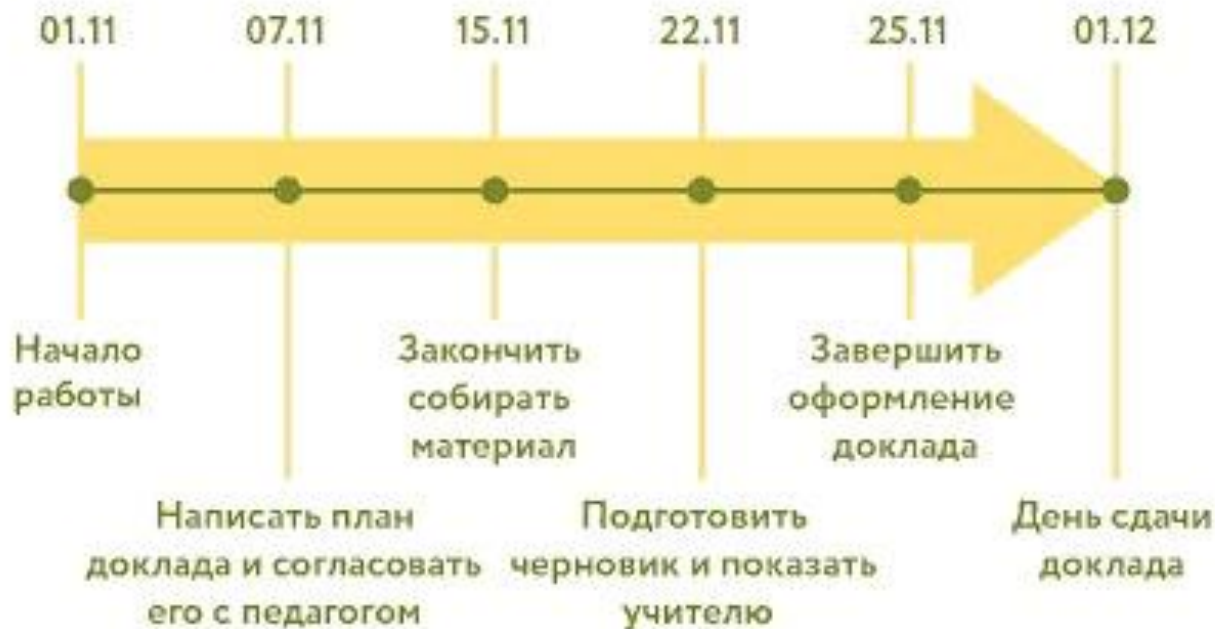 01.11
07.11
15.11
22.11
25.11
01.12
Начало
работы
Написать план
доклада и согласовать
его с педагогом
Закончить
собирать
материал
Подготовить
черновик и показать
учителю
Завершить
оформление
доклада
День сдачи
доклада